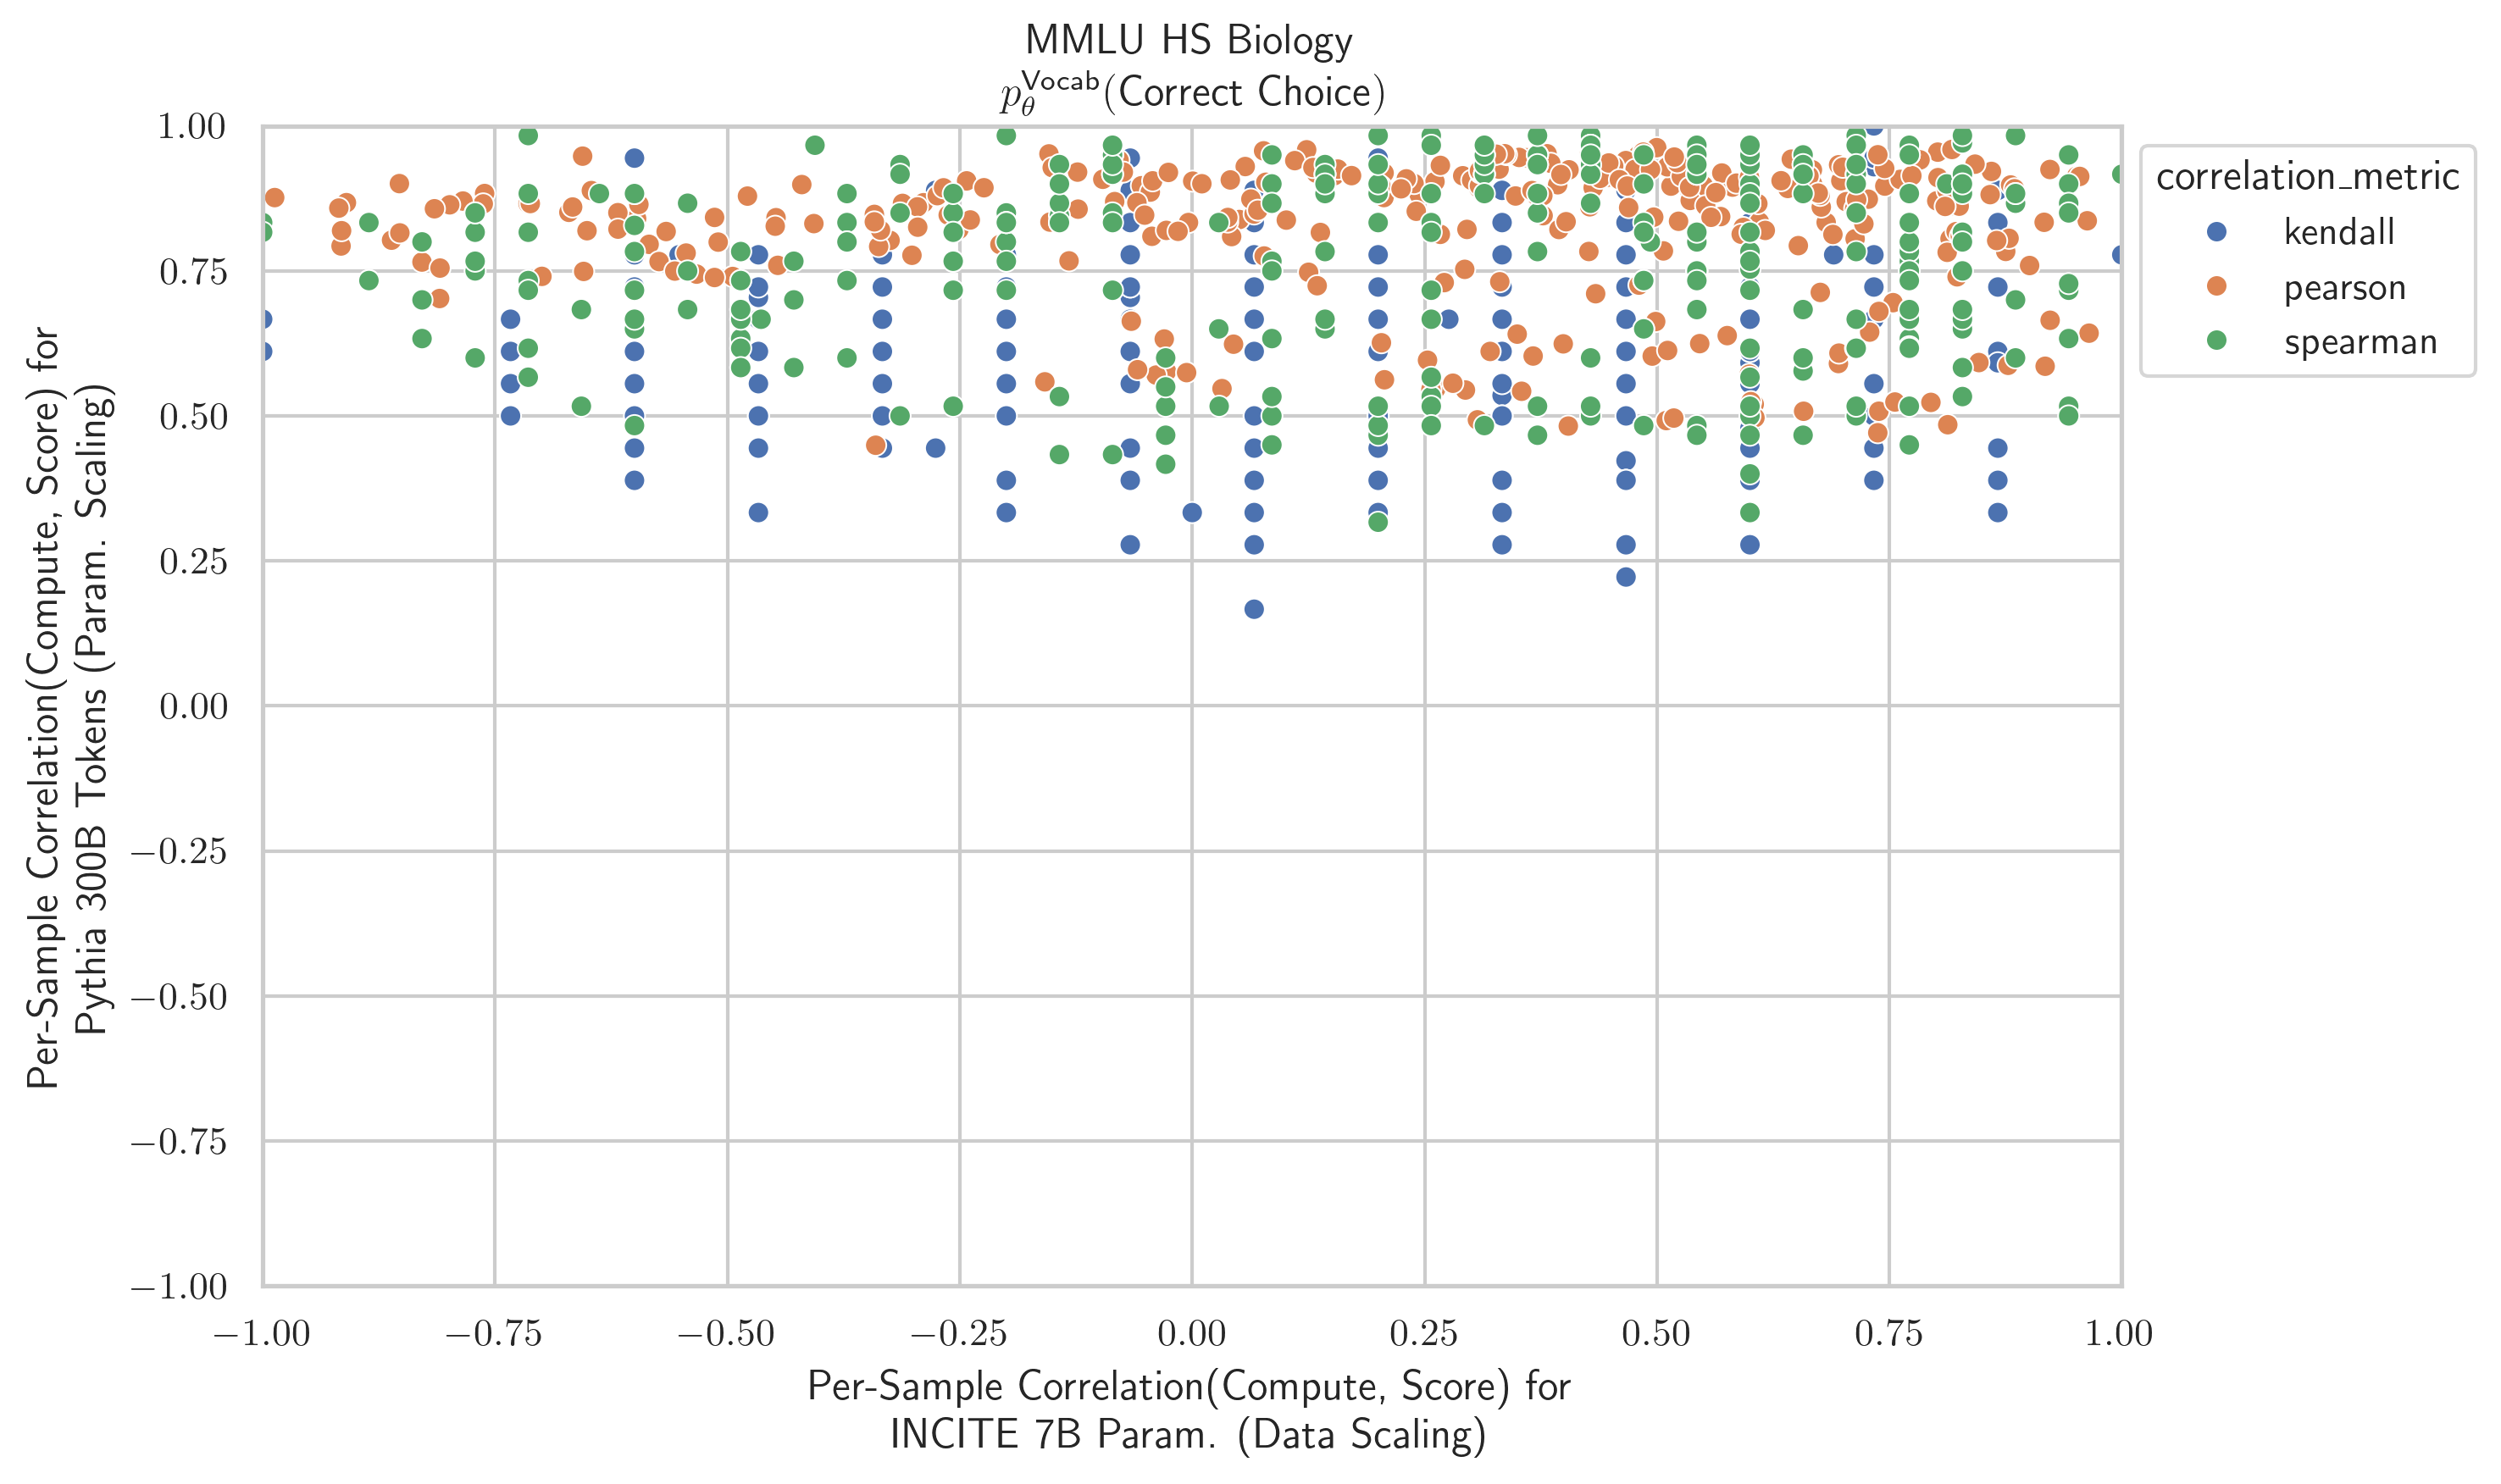 MMLU HS Biology
p_θ^Vocab(Correct Choice)
1.00
0.75
0.50
0.25
0.00
−0.25
−0.50
−0.75
−1.00
Per-Sample Correlation(Compute, Score) for
Pythia 300B Tokens (Param. Scaling)
−1.00 −0.75 −0.50 −0.25 0.00 0.25 0.50 0.75 1.00
Per-Sample Correlation(Compute, Score) for
INCITE 7B Param. (Data Scaling)
correlation_metric
kendall
pearson
spearman